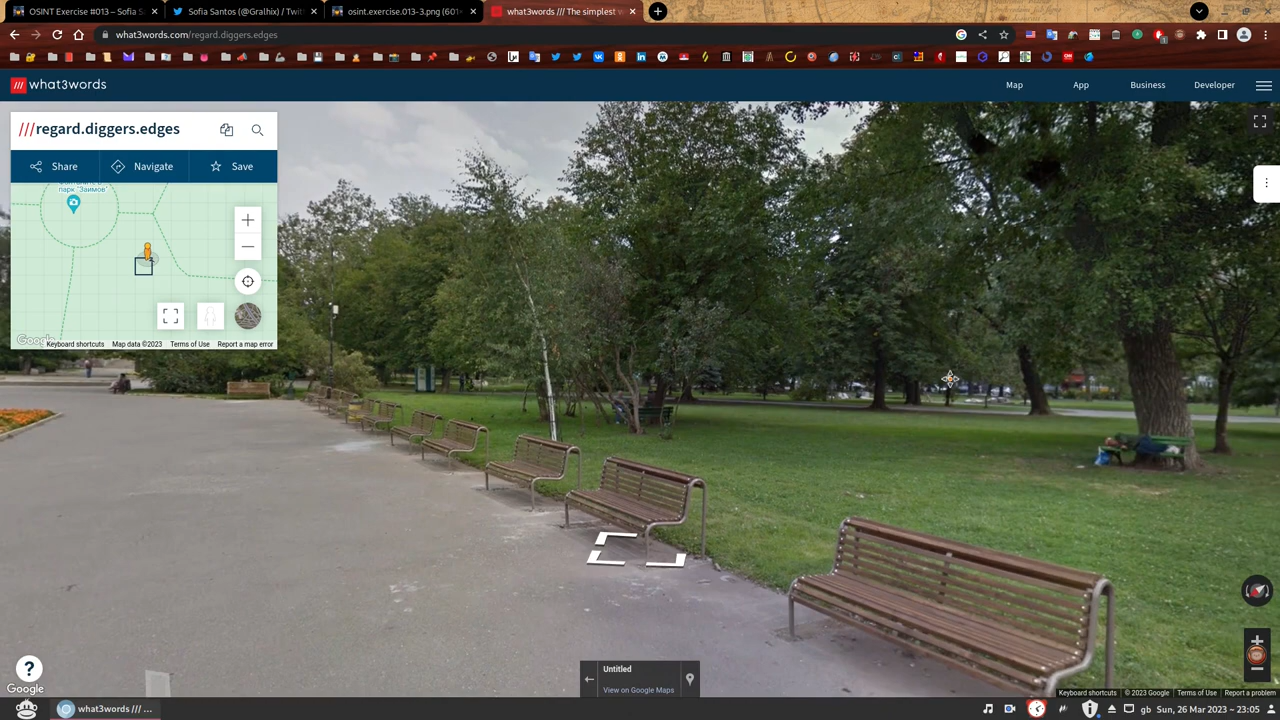 OSINT Exercise #013 – Sofia S
Sofia Santos (@Gralhix) / Twit
osint.exercise.013-3.png (601
what3words /// The simplest w
what3words.com/regard.diggers.edges
what3words
Map
App
Business
Developer
///regard.diggers.edges
Share
Navigate
Save
парк "Заимов"
Google
Keyboard shortcuts
Map data ©2023
Terms of Use
Report a map error
?
Google
Untitled
View on Google Maps
Keyboard shortcuts
© 2023 Google
Terms of Use
Report a problem
what3words /// ...
gb
Sun, 26 Mar 2023 ~ 23:05